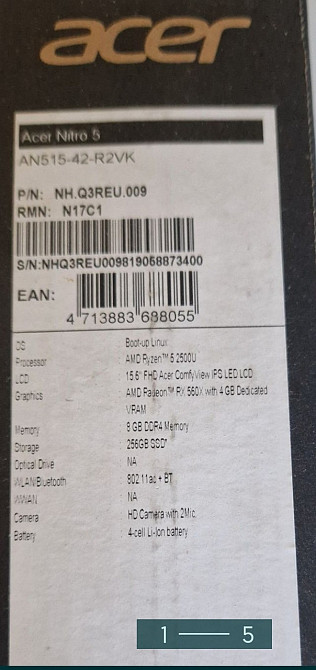 acer
Acer Nitro 5
AN515-42-R2VK
P/N: NH.Q3REU.009
RMN: N17C1
S/N:NHQ3REU009819058873400
EAN:
4 713883 688055
OS Boot-up Linux
Processor AMD Ryzen™ 5 2500U
LCD 15.6" FHD Acer ComfyView IPS LED LCD
Graphics AMD Radeon™ RX 560X with 4 GB Dedicated
VRAM
Memory 8 GB DDR4 Memory
Storage 256GB SSD*
Optical Drive NA
WLAN/Bluetooth 802.11ac + BT
WWAN NA
Camera HD Camera with 2Mic.
Battery 4-cell Li-Ion battery
1 — 5